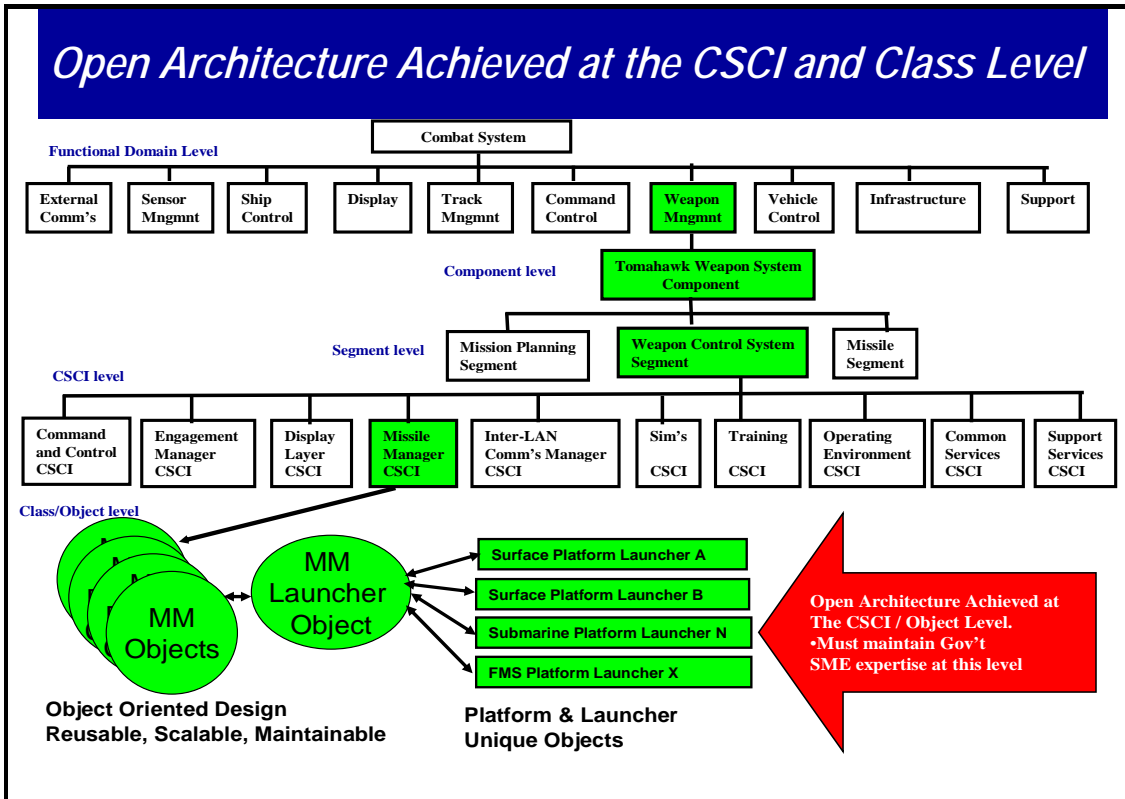 Open Architecture Achieved at the CSCI and Class Level
Combat System
Functional Domain Level
External
Comm's
Sensor
Mngmnt
Ship
Control
Display
Track
Mngmnt
Command
Control
Weapon
Mngmnt
Vehicle
Control
Infrastructure
Support
Component level
Tomahawk Weapon System
Component
Segment level
Mission Planning
Segment
Weapon Control System
Segment
Missile
Segment
CSCI level
Command
and Control
CSCI
Engagement
Manager
CSCI
Display
Layer
CSCI
Missile
Manager
CSCI
Inter-LAN
Comm's Manager
CSCI
Sim's
CSCI
Training
CSCI
Operating
Environment
CSCI
Common
Services
CSCI
Support
Services
CSCI
Class/Object level
MM
Objects
MM
Launcher
Object
Surface Platform Launcher A
Surface Platform Launcher B
Submarine Platform Launcher N
FMS Platform Launcher X
Open Architecture Achieved at
The CSCI / Object Level.
•Must maintain Gov't
SME expertise at this level
Object Oriented Design
Reusable, Scalable, Maintainable
Platform & Launcher
Unique Objects